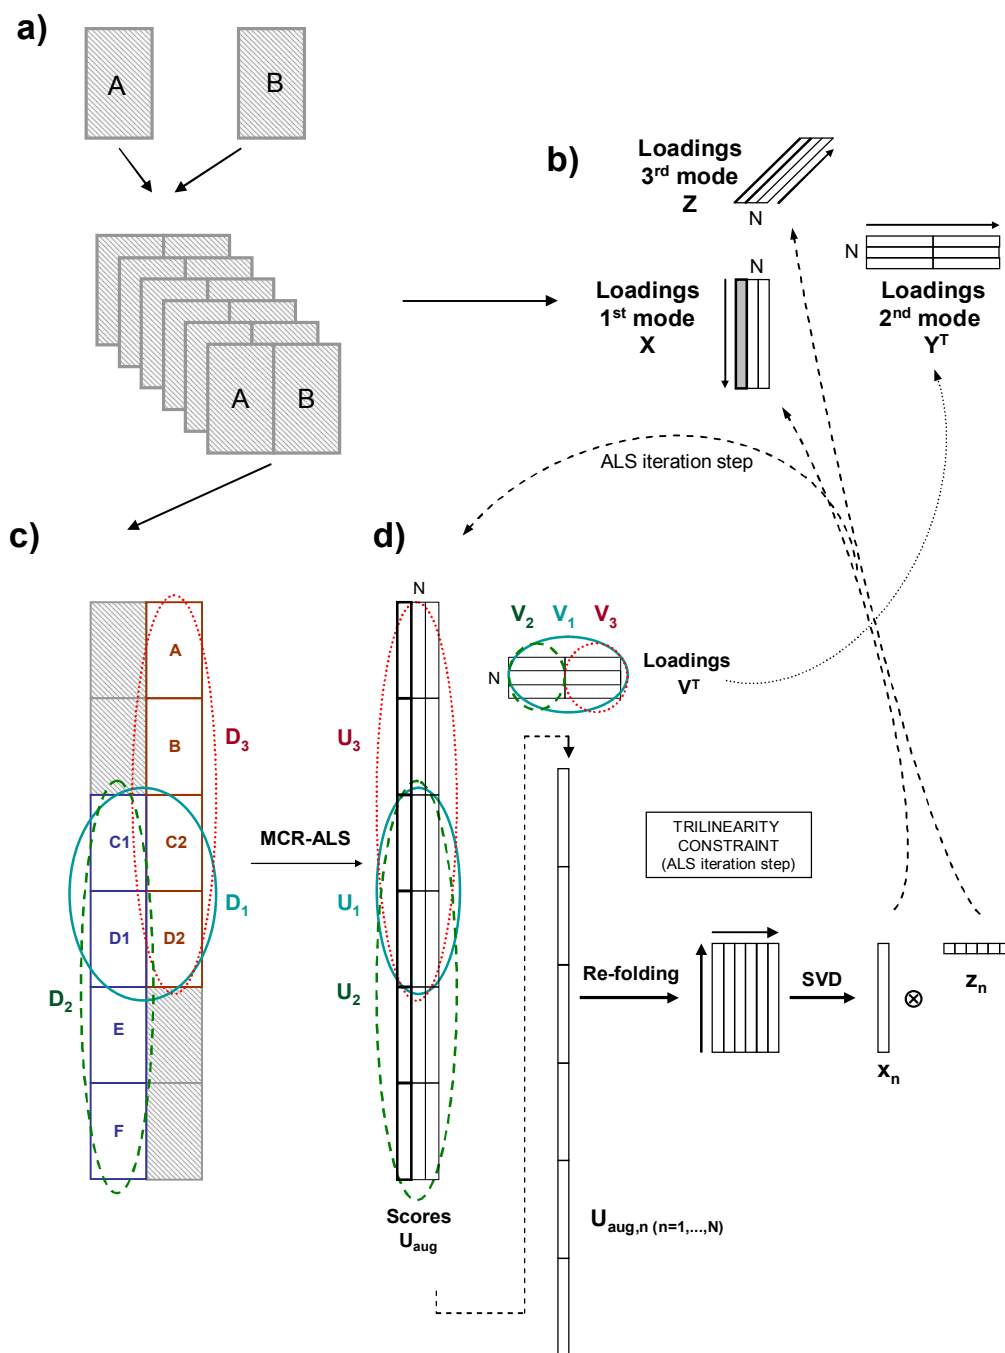 a)
A
B
b)
Loadings
3rd mode
Z
N
N
Loadings
1st mode
X
N
Loadings
2nd mode
Yᵀ
A
B
ALS iteration step
c)
d)
N
A
B
C1
C2
D1
D2
E
F
D3
D1
D2
MCR-ALS
U3
U1
U2
V2
V1
V3
N
Loadings
Vᵀ
TRILINEARITY
CONSTRAINT
(ALS iteration step)
Re-folding
SVD
⊗
xn
zn
Scores
Uaug
Uaug,n (n=1,...,N)